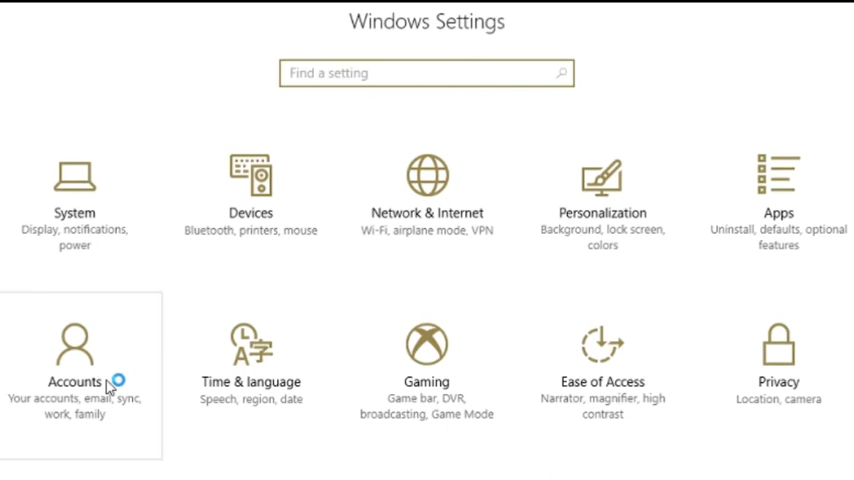 Windows Settings
Find a setting
System
Display, notifications,
power
Devices
Bluetooth, printers, mouse
Network & Internet
Wi-Fi, airplane mode, VPN
Personalization
Background, lock screen,
colors
Apps
Uninstall, defaults, optional
features
Accounts
Your accounts, email, sync,
work, family
Time & language
Speech, region, date
Gaming
Game bar, DVR,
broadcasting, Game Mode
Ease of Access
Narrator, magnifier, high
contrast
Privacy
Location, camera